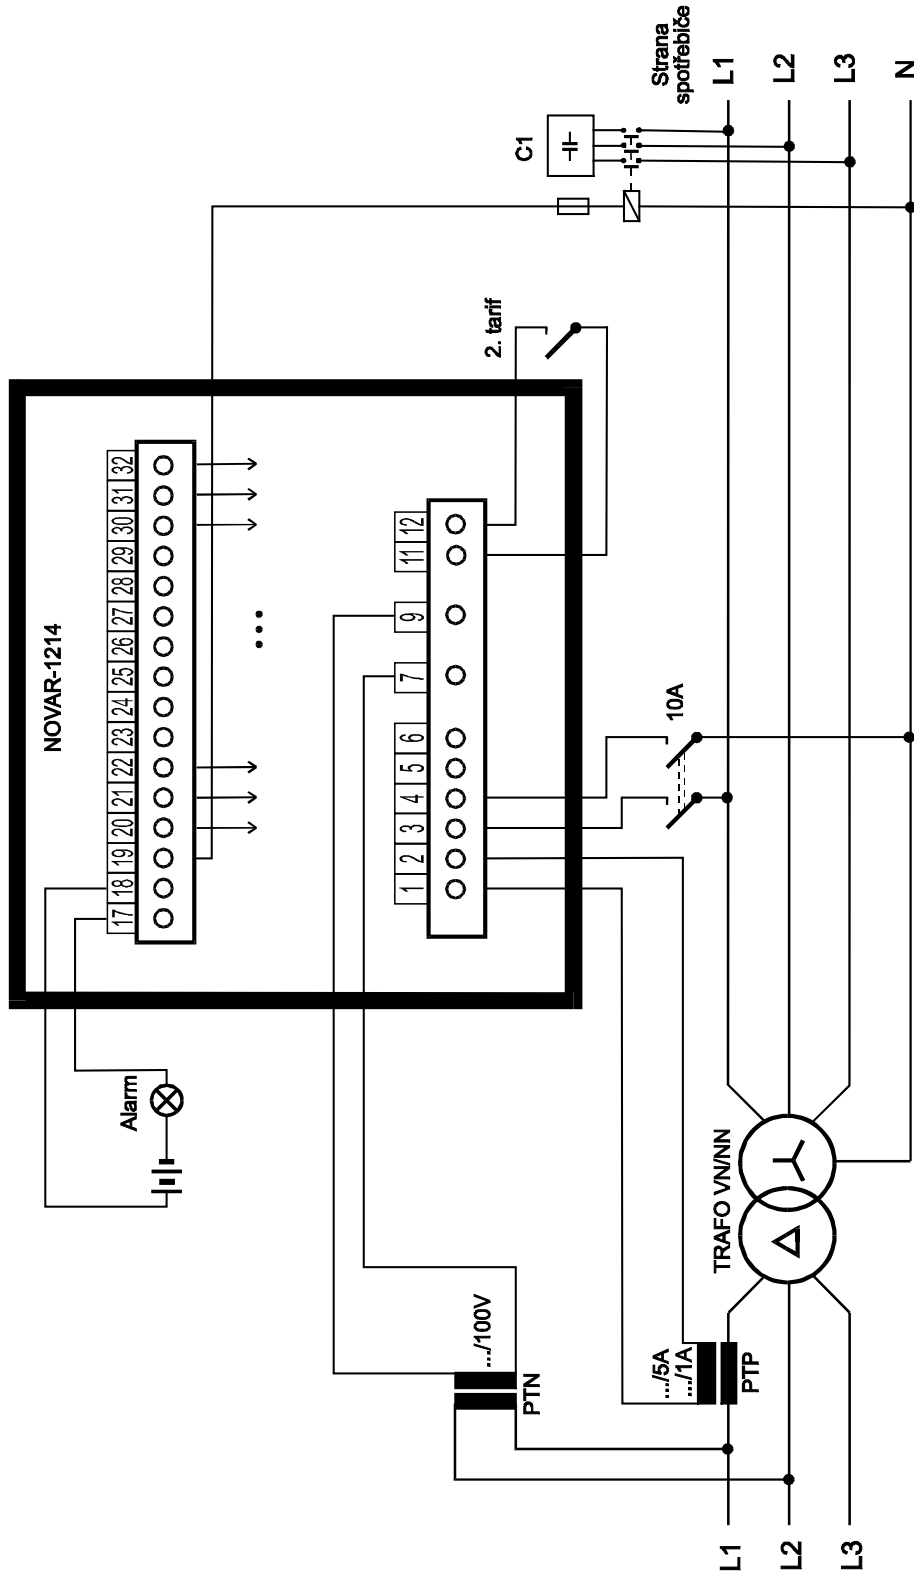 NOVAR-1214
17 18 19 20 21 22 23 24 25 26 27 28 29 30 31 32
Alarm
1 2 3 4 5 6 7 9 11 12
2. tarif
.../100V
PTN
.../5A
.../1A
PTP
10A
C1
Strana
spotřebiče
TRAFO VN/NN
L1
L2
L3
L1
L2
L3
N